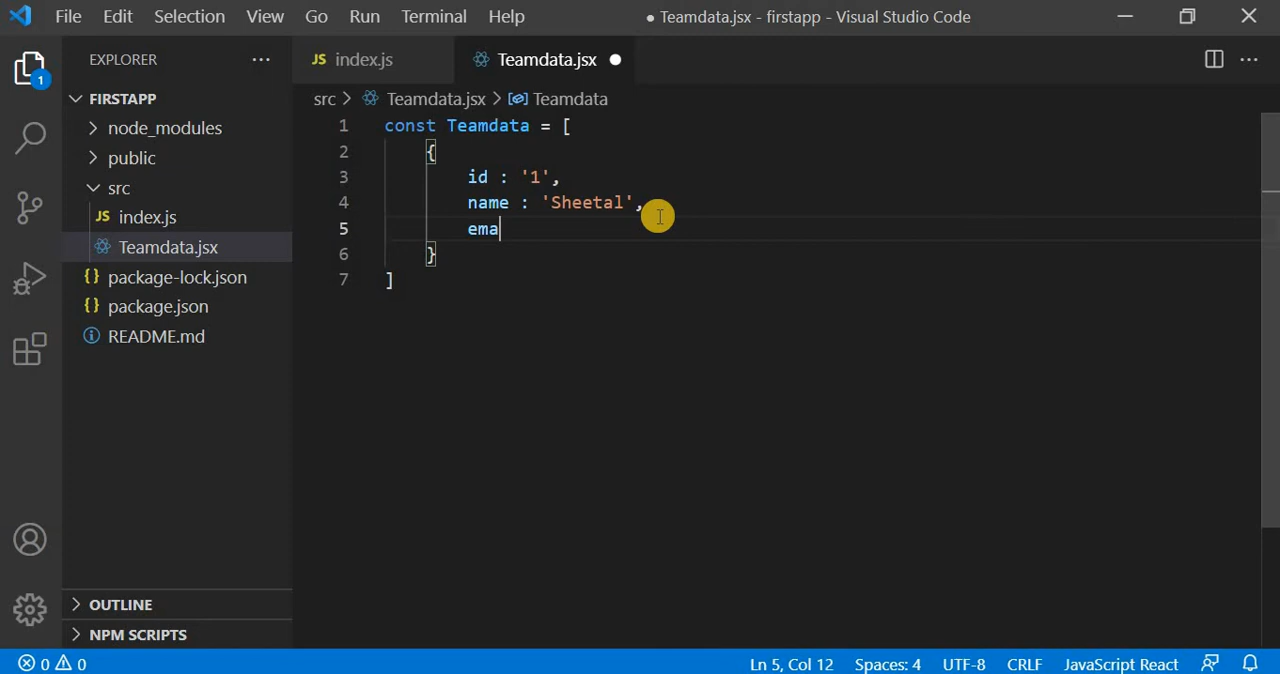 File Edit Selection View Go Run Terminal Help ● Teamdata.jsx - firstapp - Visual Studio Code
EXPLORER ...
JS index.js
Teamdata.jsx ●
1
FIRSTAPP
node_modules
public
src
JS index.js
Teamdata.jsx
{} package-lock.json
{} package.json
README.md
OUTLINE
NPM SCRIPTS
src > Teamdata.jsx > Teamdata
1 const Teamdata = [
2 {
3 id : '1',
4 name : 'Sheetal',
5 ema
6 }
7 ]
0 0 Ln 5, Col 12 Spaces: 4 UTF-8 CRLF JavaScript React